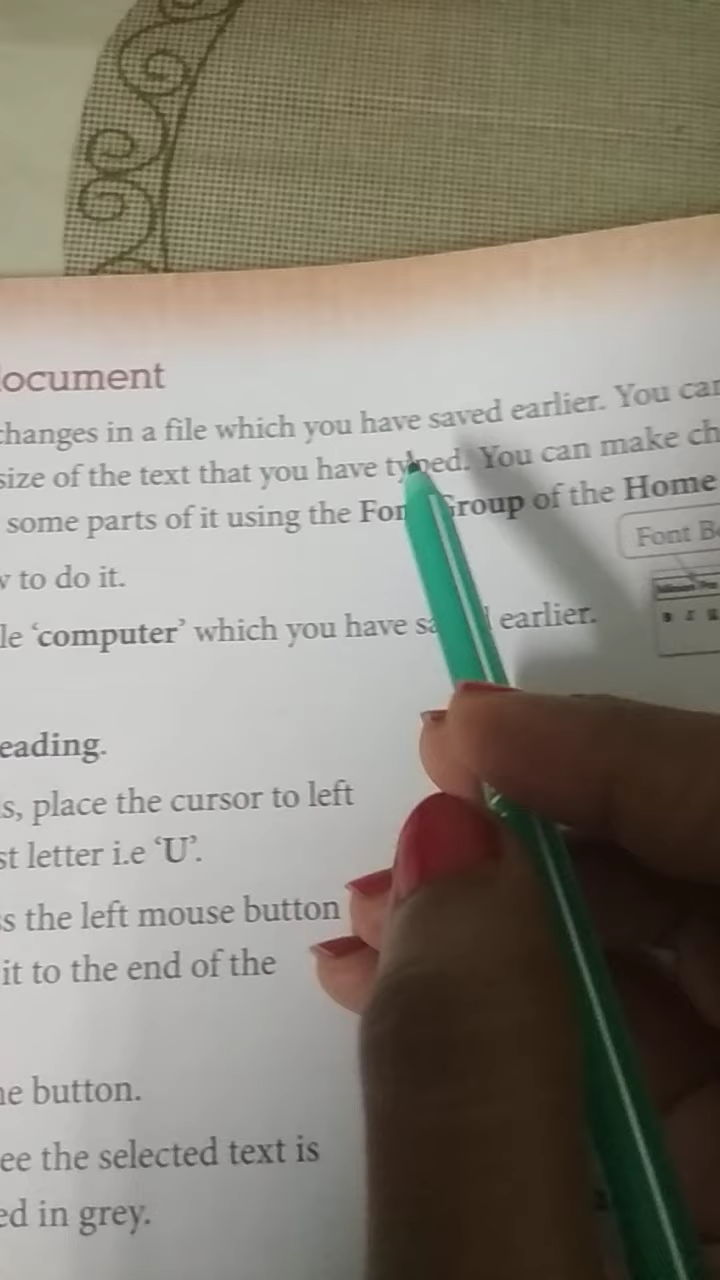 ocument
changes in a file which you have saved earlier. You can
size of the text that you have typed. You can make ch
some parts of it using the Font Group of the Home
to do it.
Font B
le ‘computer’ which you have saved earlier.
B I U
eading.
s, place the cursor to left
st letter i.e ‘U’.
s the left mouse button
it to the end of the
e button.
ee the selected text is
ed in grey.